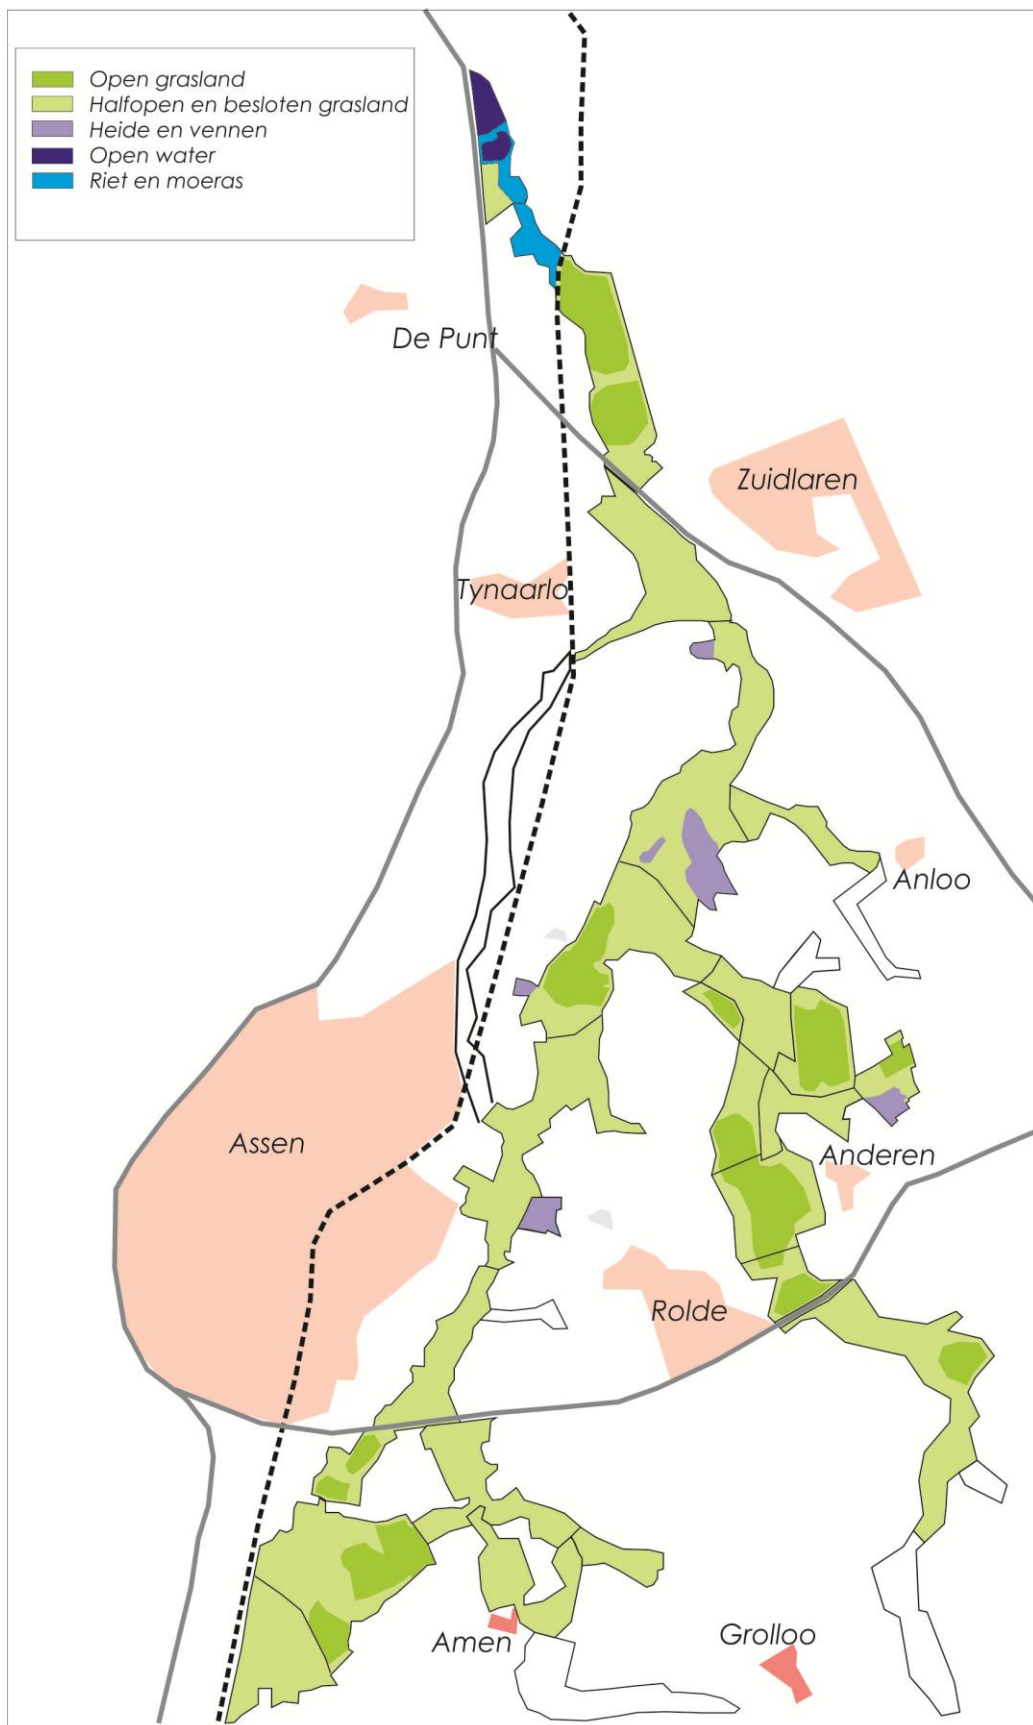 Open grasland
Halfopen en besloten grasland
Heide en vennen
Open water
Riet en moeras
De Punt
Zuidlaren
Tynaarlo
Anloo
Assen
Anderen
Rolde
Amen
Grolloo